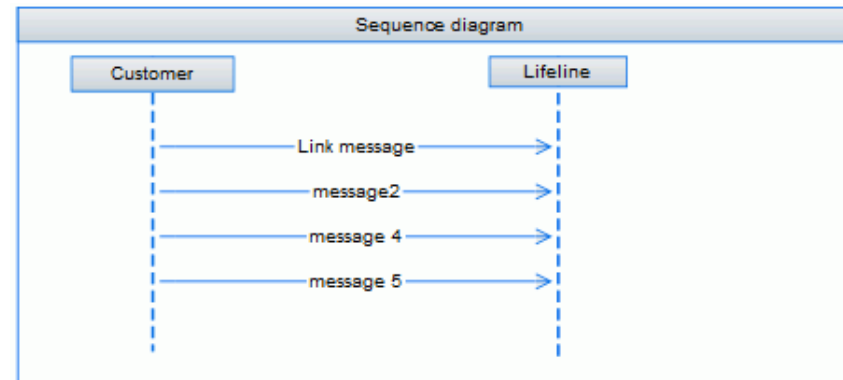 Sequence diagram
Customer
Lifeline
Link message
message2
message 4
message 5